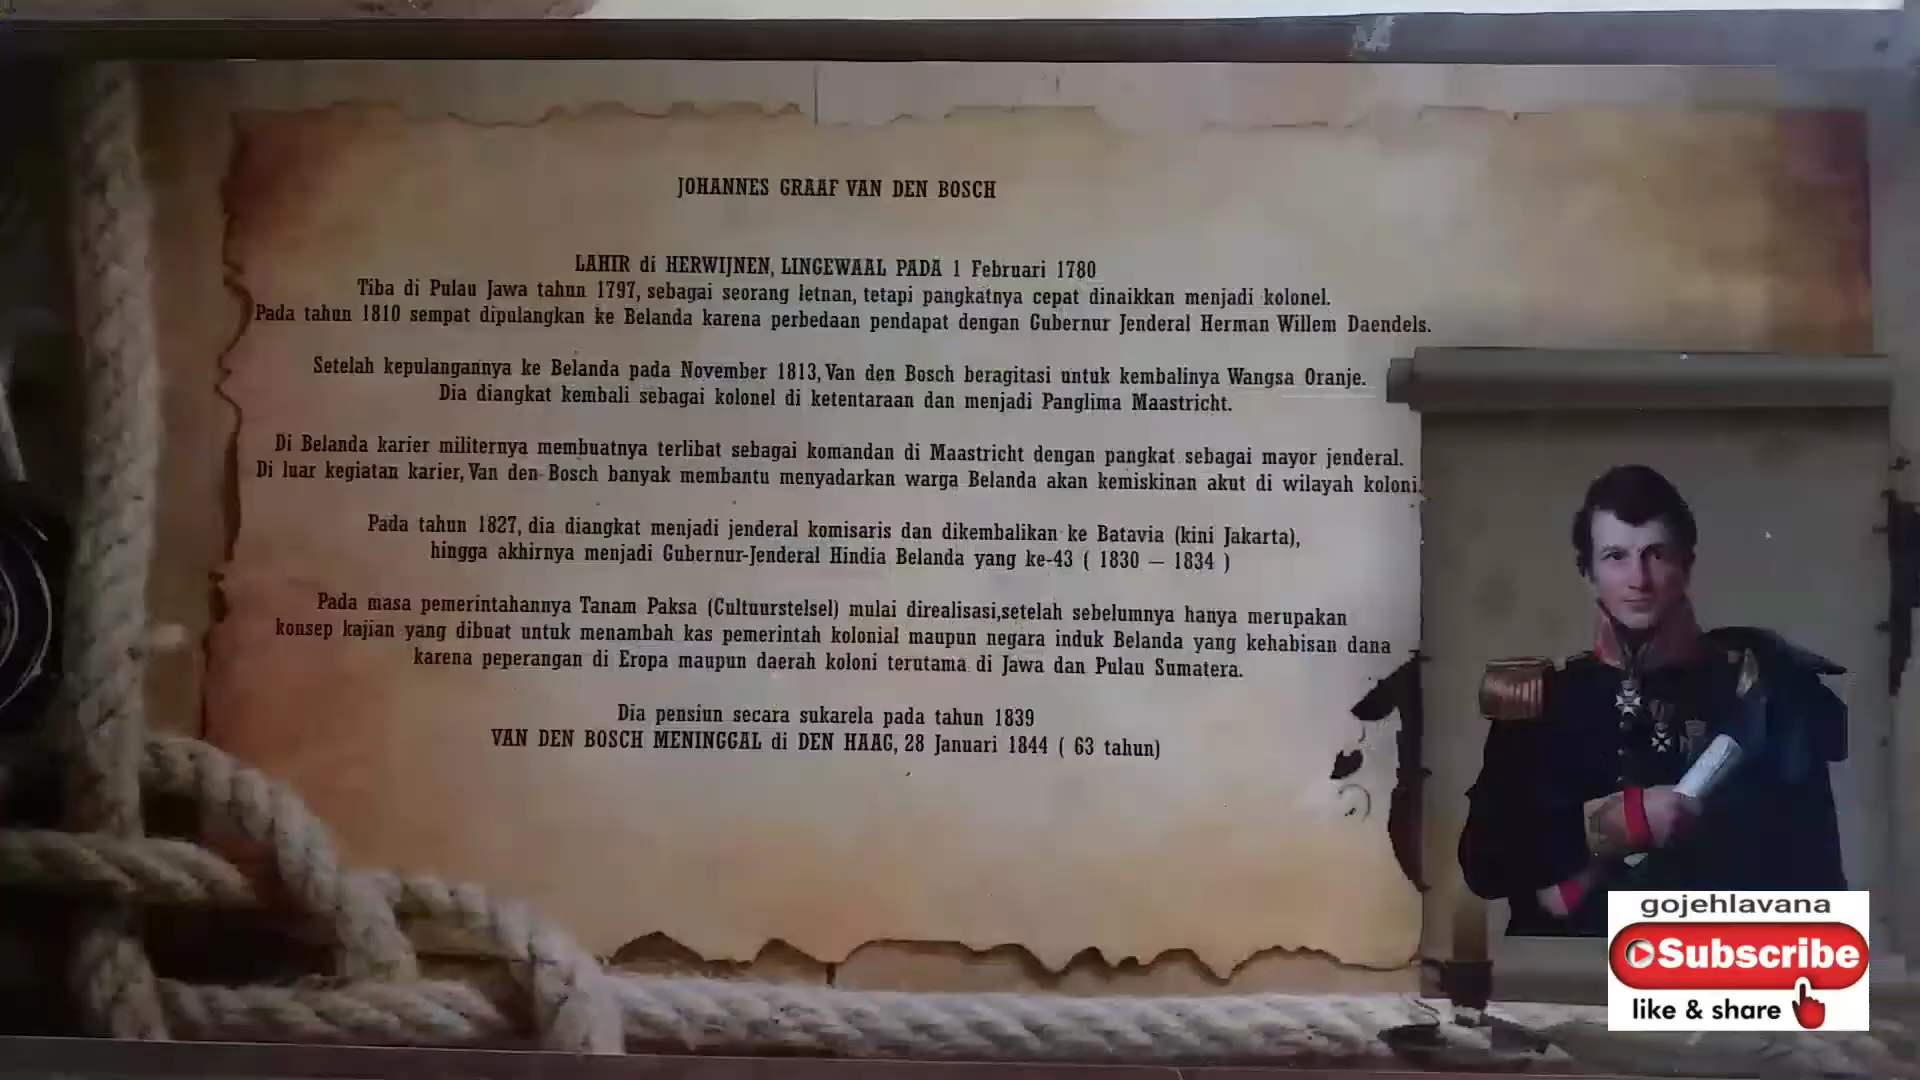 JOHANNES GRAAF VAN DEN BOSCH
LAHIR di HERWIJNEN, LINGEWAAL PADA 1 Februari 1780
Tiba di Pulau Jawa tahun 1797, sebagai seorang letnan, tetapi pangkatnya cepat dinaikkan menjadi kolonel.
Pada tahun 1810 sempat dipulangkan ke Belanda karena perbedaan pendapat dengan Gubernur Jenderal Herman Willem Daendels.
Setelah kepulangannya ke Belanda pada November 1813, Van den Bosch beragitasi untuk kembalinya Wangsa Oranje.
Dia diangkat kembali sebagai kolonel di ketentaraan dan menjadi Panglima Maastricht.
Di Belanda karier militernya membuatnya terlibat sebagai komandan di Maastricht dengan pangkat sebagai mayor jenderal.
Di luar kegiatan karier, Van den Bosch banyak membantu menyadarkan warga Belanda akan kemiskinan akut di wilayah koloni.
Pada tahun 1827, dia diangkat menjadi jenderal komisaris dan dikembalikan ke Batavia (kini Jakarta),
hingga akhirnya menjadi Gubernur-Jenderal Hindia Belanda yang ke-43 ( 1830 – 1834 )
Pada masa pemerintahannya Tanam Paksa (Cultuurstelsel) mulai direalisasi,setelah sebelumnya hanya merupakan
konsep kajian yang dibuat untuk menambah kas pemerintah kolonial maupun negara induk Belanda yang kehabisan dana
karena peperangan di Eropa maupun daerah koloni terutama di Jawa dan Pulau Sumatera.
Dia pensiun secara sukarela pada tahun 1839
VAN DEN BOSCH MENINGGAL di DEN HAAG, 28 Januari 1844 ( 63 tahun)
gojehlavana
Subscribe
like & share